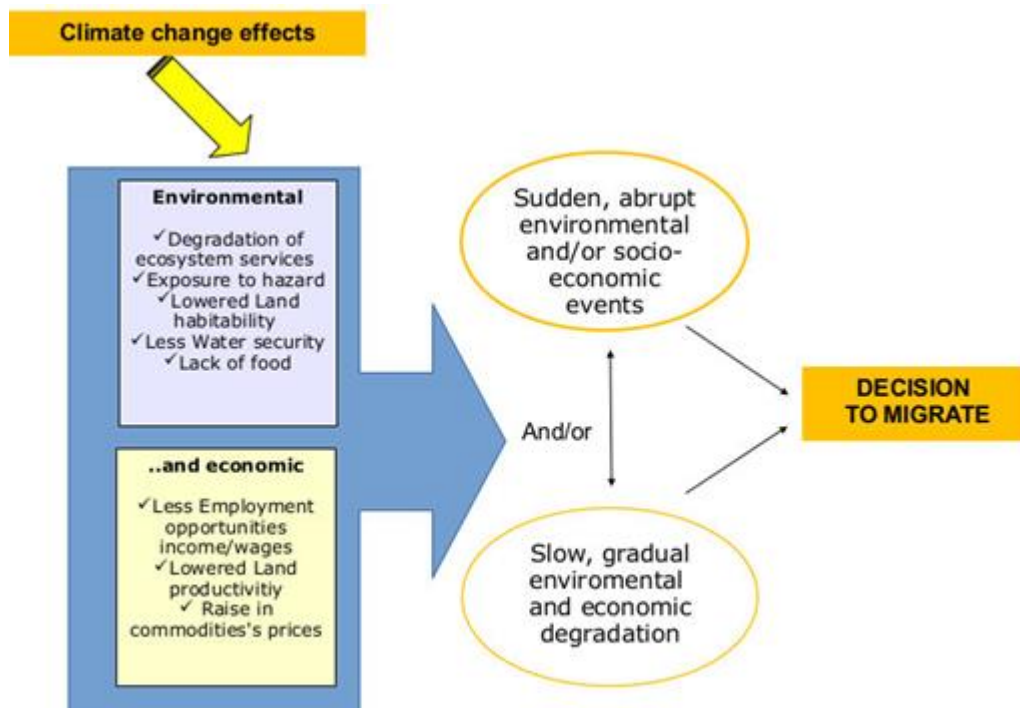 Climate change effects
Environmental
✓Degradation of
ecosystem services
✓Exposure to hazard
✓Lowered Land
habitability
✓Less Water security
✓Lack of food
..and economic
✓Less Employment
opportunities
income/wages
✓Lowered Land
productivitiy
✓ Raise in
commodities's prices
Sudden, abrupt
environmental
and/or socio-
economic
events
And/or
Slow, gradual
enviromental
and economic
degradation
DECISION
TO MIGRATE